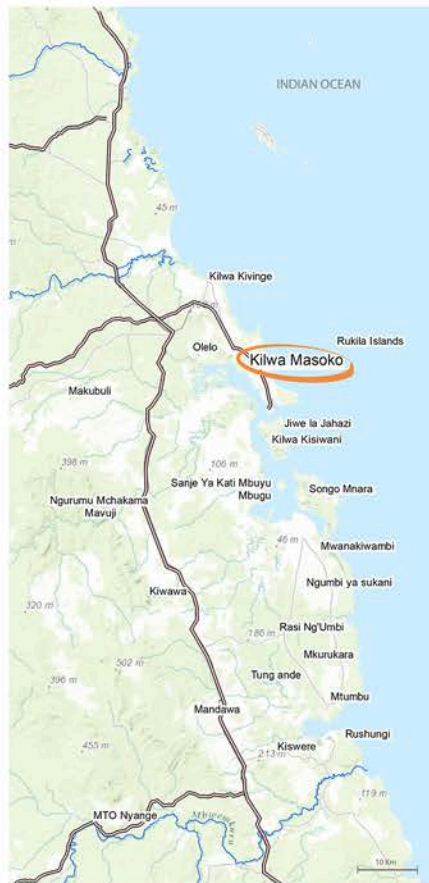 INDIAN OCEAN
45 m
Kilwa Kivinge
Rukila Islands
Olelo
Kilwa Masoko
Makubuli
Jiwe la Jahazi
Kilwa Kisiwani
398 m
106 m
Sanje Ya Kati Mbuyu
Mbugu
Songo Mnara
Ngurumu Mchakama
Mavuji
46 m
Mwanakiwambi
Ngumbi ya sukani
Kiwawa
320 m
Rasi Ng'Umbi
186 m
Mkurukara
502 m
Tung ande
396 m
Mtumbu
Mandawa
Rushungi
Kiswere
455 m
213 m
119 m
MTO Nyange
10 Km